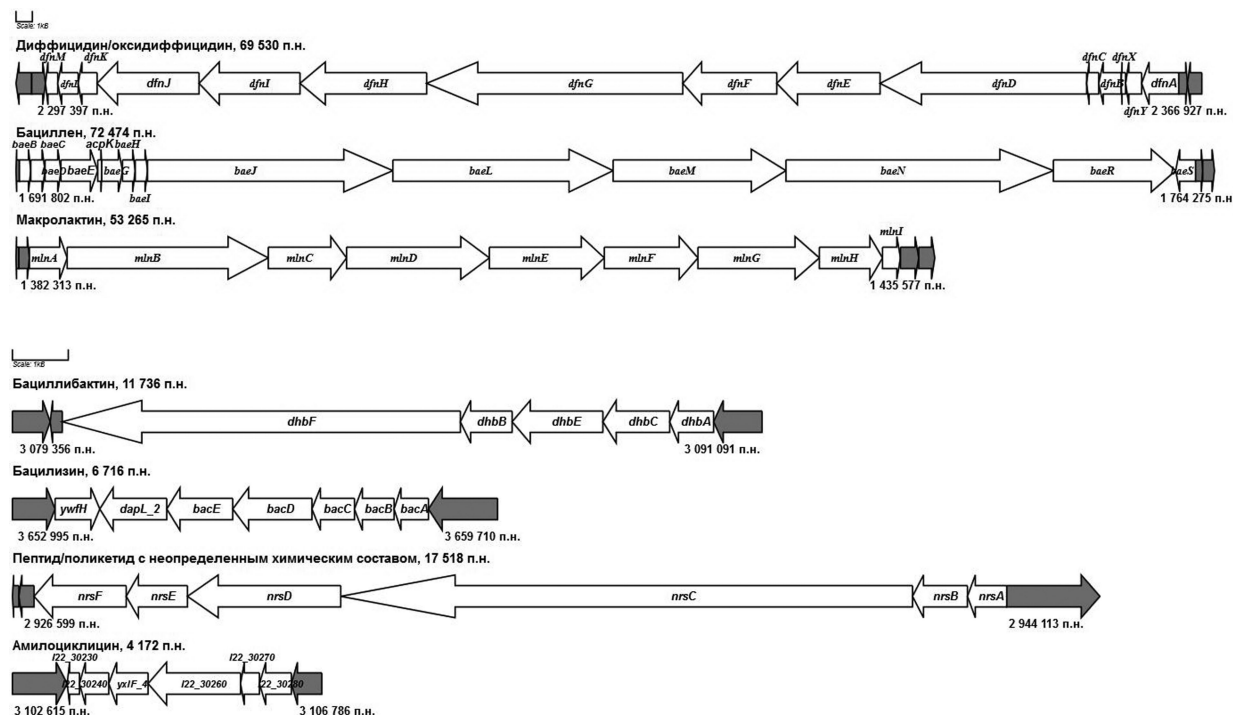 Scale: 1kB
Диффицидин/оксидиффицидин, 69 530 п.н.
dfnM dfnK dfnC dfnX
dfnL dfnJ dfnI dfnH dfnG dfnF dfnE dfnD dfnB dfnA
2 297 397 п.н. dfnY 2 366 927 п.н.
Бациллен, 72 474 п.н.
baeB baeC acpK baeH
baeD baeE baeG baeJ baeL baeM baeN baeR baeS
1 691 802 п.н. baeI 1 764 275 п.н
Макролактин, 53 265 п.н.
mlnI
mlnA mlnB mlnC mlnD mlnE mlnF mlnG mlnH
1 382 313 п.н. 1 435 577 п.н.
Scale: 1kB
Бациллибактин, 11 736 п.н.
dhbF dhbB dhbE dhbC dhbA
3 079 356 п.н. 3 091 091 п.н.
Бацилизин, 6 716 п.н.
ywfH dapL_2 bacE bacD bacC bacB bacA
3 652 995 п.н. 3 659 710 п.н.
Пептид/поликетид с неопределенным химическим составом, 17 518 п.н.
nrsF nrsE nrsD nrsC nrsB nrsA
2 926 599 п.н. 2 944 113 п.н.
Амилоциклицин, 4 172 п.н.
I22_30230 I22_30270
I22_30240 yxlF_4 I22_30260 I22_30280
3 102 615 п.н. 3 106 786 п.н.